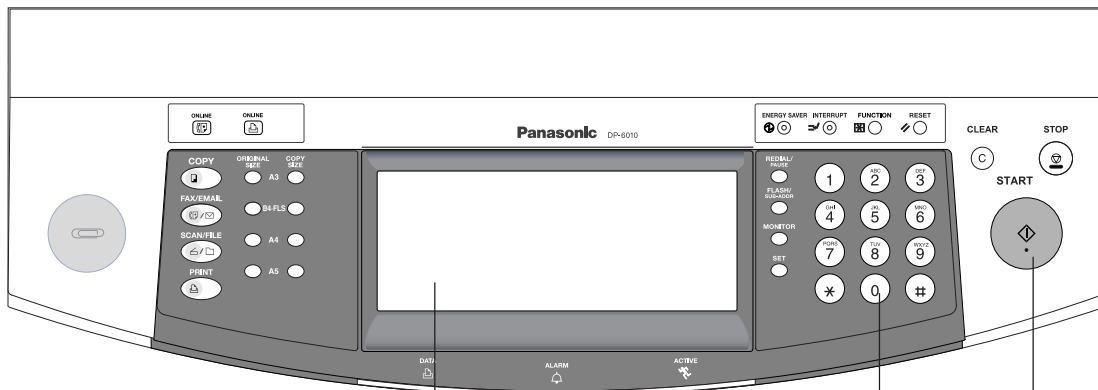 ONLINE ONLINE
Panasonic DP-6010
ENERGY SAVER INTERRUPT FUNCTION RESET
CLEAR STOP
C
START
COPY
FAX/EMAIL
SCAN/FILE
PRINT
ORIGINAL SIZE
COPY SIZE
A3
B4·FLS
A4
A5
REDIAL/
PAUSE
FLASH/
SUB-ADDR
MONITOR
SET
1 ABC 2 DEF 3
GHI 4 JKL 5 MNO 6
PQRS 7 TUV 8 WXYZ 9
* 0 #
DATA ALARM ACTIVE